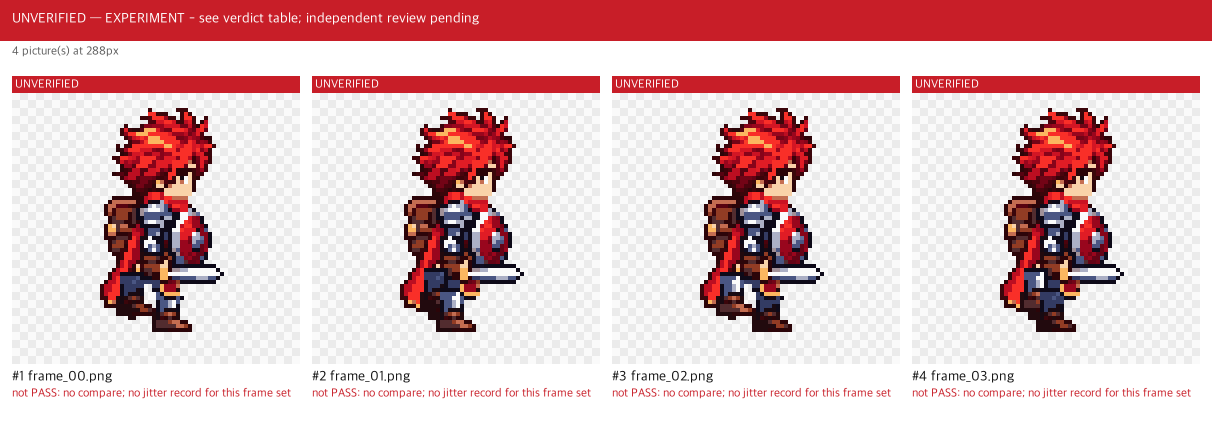 UNVERIFIED — EXPERIMENT – see verdict table; independent review pending
4 picture(s) at 288px
UNVERIFIED UNVERIFIED UNVERIFIED UNVERIFIED
#1 frame_00.png #2 frame_01.png #3 frame_02.png #4 frame_03.png
not PASS: no compare; no jitter record for this frame set not PASS: no compare; no jitter record for this frame set not PASS: no compare; no jitter record for this frame set not PASS: no compare; no jitter record for this frame set